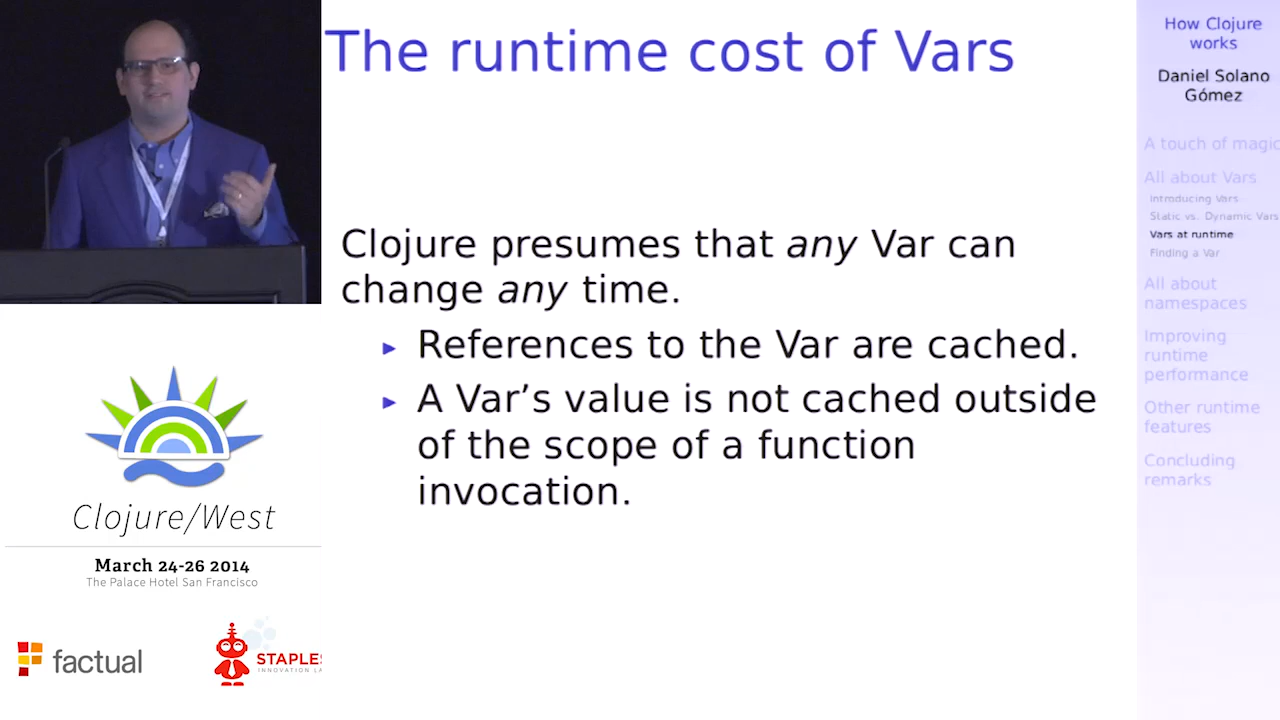 The runtime cost of Vars
Clojure presumes that any Var can
change any time.
▸ References to the Var are cached.
▸ A Var’s value is not cached outside
of the scope of a function
invocation.
How Clojure
works
Daniel Solano
Gómez
A touch of magic
All about Vars
Introducing Vars
Static vs. Dynamic Vars
Vars at runtime
Finding a Var
All about
namespaces
Improving
runtime
performance
Other runtime
features
Concluding
remarks
Clojure/West
March 24-26 2014
The Palace Hotel San Francisco
factual
STAPLES
INNOVATION LA